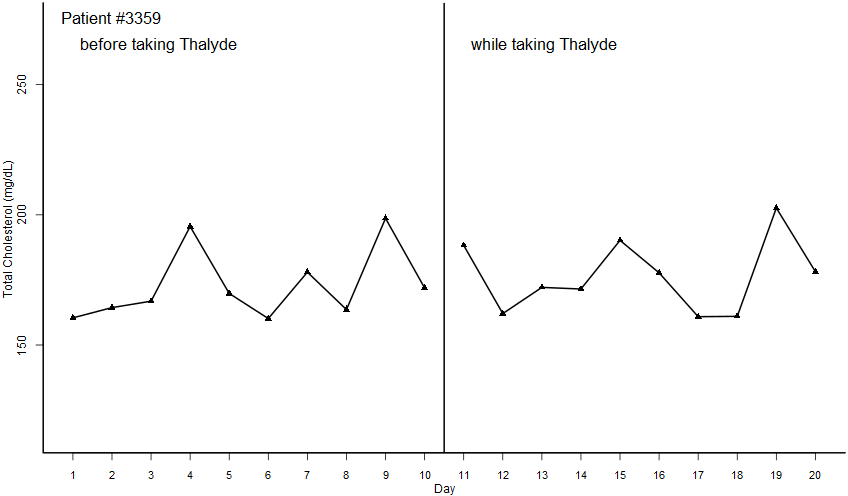 Patient #3359
before taking Thalyde
while taking Thalyde
Total Cholesterol (mg/dL)
250
200
150
1 2 3 4 5 6 7 8 9 10 11 12 13 14 15 16 17 18 19 20
Day